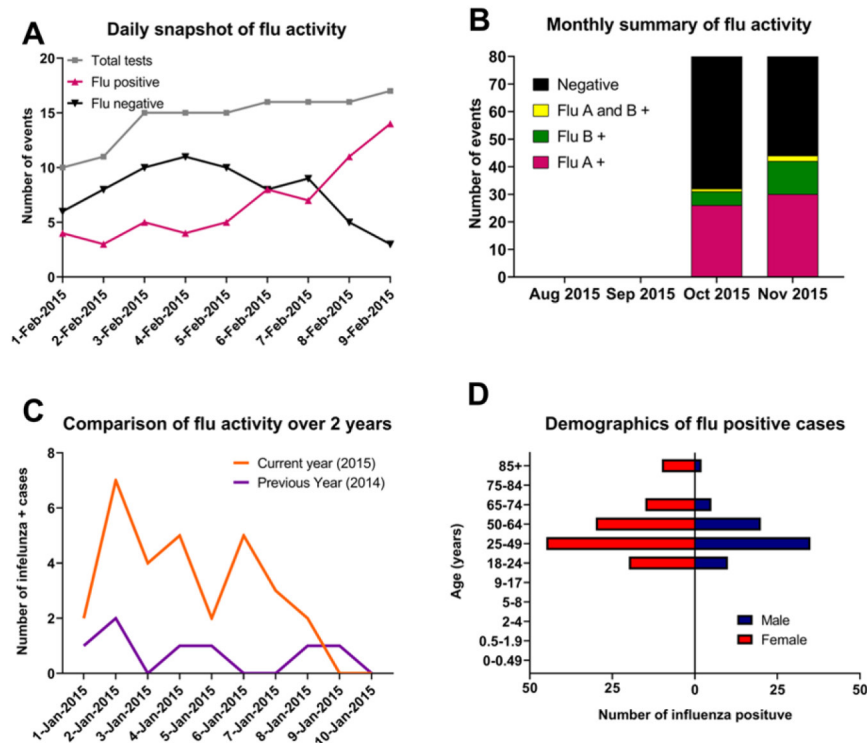 A
Daily snapshot of flu activity
Total tests
Flu positive
Flu negative
Number of events
20
15
10
5
0
1-Feb-2015
2-Feb-2015
3-Feb-2015
4-Feb-2015
5-Feb-2015
6-Feb-2015
7-Feb-2015
8-Feb-2015
9-Feb-2015
B
Monthly summary of flu activity
Negative
Flu A and B +
Flu B +
Flu A +
Number of events
80
70
60
50
40
30
20
10
0
Aug 2015 Sep 2015 Oct 2015 Nov 2015
C
Comparison of flu activity over 2 years
Current year (2015)
Previous Year (2014)
Number of infelunza + cases
8
6
4
2
0
1-Jan-2015
2-Jan-2015
3-Jan-2015
4-Jan-2015
5-Jan-2015
6-Jan-2015
7-Jan-2015
8-Jan-2015
9-Jan-2015
10-Jan-2015
D
Demographics of flu positive cases
Age (years)
85+
75-84
65-74
50-64
25-49
18-24
9-17
5-8
2-4
0.5-1.9
0-0.49
Male
Female
50 25 0 25 50
Number of influenza posituve